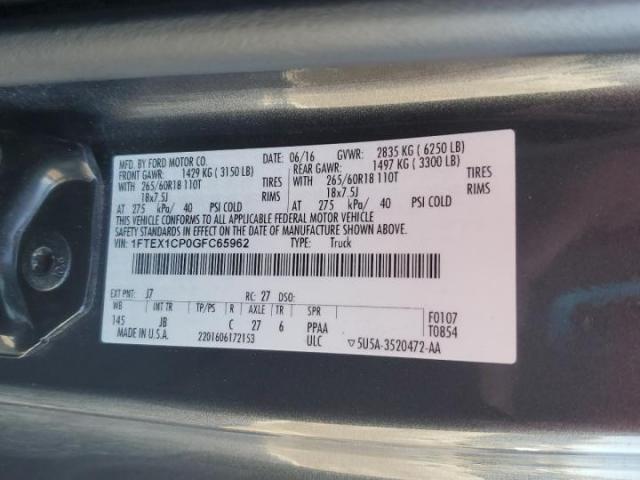 MFD. BY FORD MOTOR CO.
DATE: 06/16 GVWR: 2835 KG ( 6250 LB)
FRONT GAWR: 1429 KG ( 3150 LB) REAR GAWR: 1497 KG ( 3300 LB)
WITH 265/60R18 110T TIRES WITH 265/60R18 110T TIRES
18x7.5J RIMS 18x7.5J RIMS
AT 275 kPa/ 40 PSI COLD AT 275 kPa/ 40 PSI COLD
THIS VEHICLE CONFORMS TO ALL APPLICABLE FEDERAL MOTOR VEHICLE
SAFETY STANDARDS IN EFFECT ON THE DATE OF MANUFACTURE SHOWN ABOVE.
VIN: 1FTEX1CP0GFC65962 TYPE: Truck
EXT PNT: J7 RC: 27 DSO:
WB INT TR TP/PS R AXLE TR SPR
145 JB C 27 6 PPAA F0107
MADE IN U.S.A. 2201606172153 ULC T0854
▽ 5U5A-3520472-AA